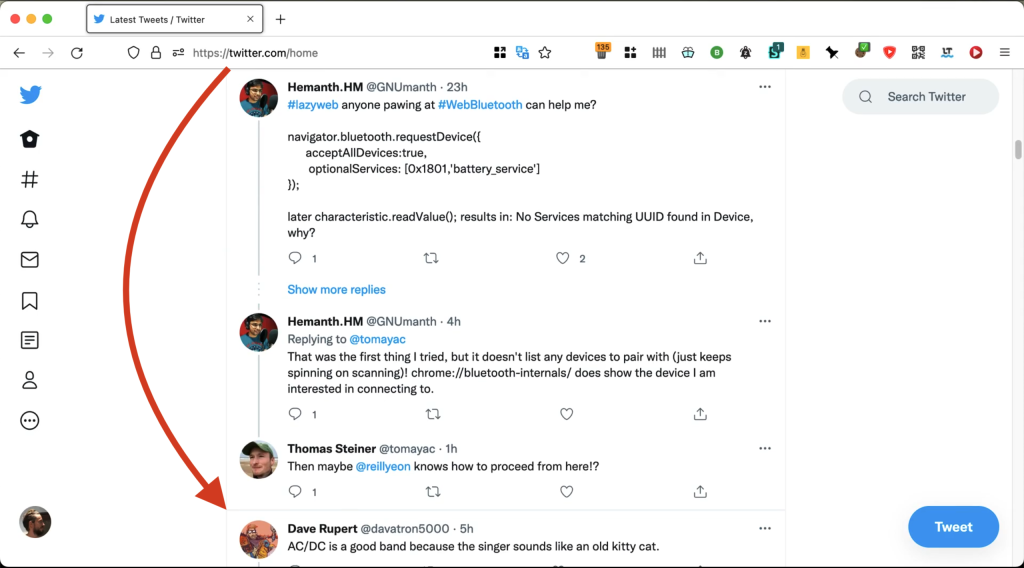 Latest Tweets / Twitter
https://twitter.com/home
135
1
B
LT
Hemanth.HM @GNUmanth · 23h
#lazyweb anyone pawing at #WebBluetooth can help me?
navigator.bluetooth.requestDevice({
acceptAllDevices:true,
optionalServices: [0x1801,'battery_service']
});
later characteristic.readValue(); results in: No Services matching UUID found in Device,
why?
1
2
Show more replies
Hemanth.HM @GNUmanth · 4h
Replying to @tomayac
That was the first thing I tried, but it doesn't list any devices to pair with (just keeps
spinning on scanning)! chrome://bluetooth-internals/ does show the device I am
interested in connecting to.
1
Thomas Steiner @tomayac · 1h
Then maybe @reillyeon knows how to proceed from here!?
1
Dave Rupert @davatron5000 · 5h
AC/DC is a good band because the singer sounds like an old kitty cat.
Search Twitter
Tweet